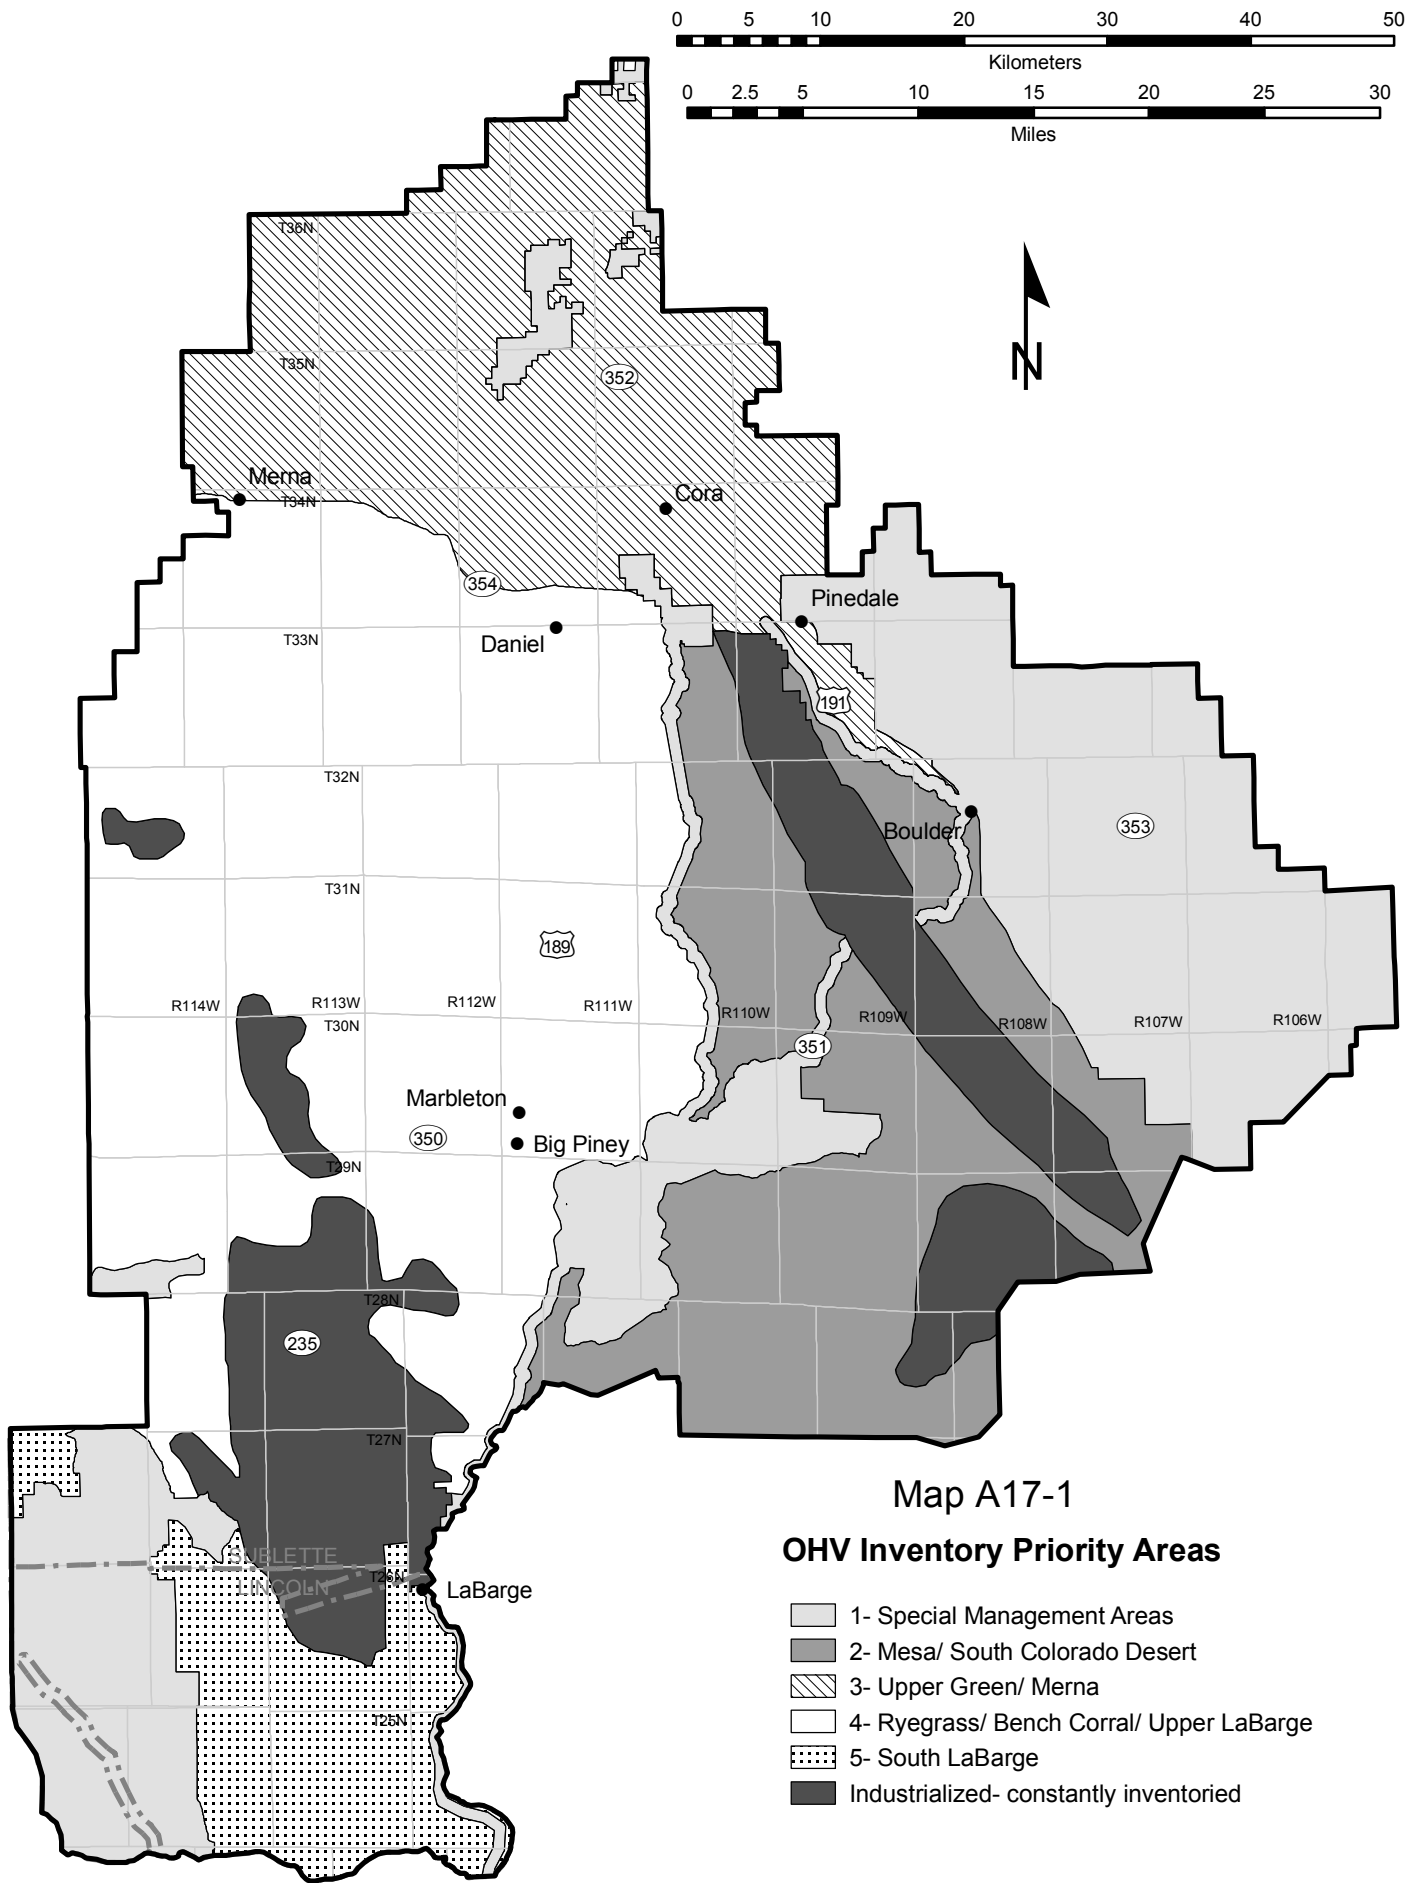 0 5 10 20 30 40 50
Kilometers
0 2.5 5 10 15 20 25 30
Miles
N
T36N
T35N
352
Merna
T34N
Cora
354
Pinedale
T33N
Daniel
191
T32N
Boulder
353
T31N
189
R114W R113W R112W R111W R110W R109W R108W R107W R106W
T30N
351
Marbleton
350
Big Piney
T29N
T28N
235
T27N
SUBLETTE
LINCOLN
T26N
LaBarge
T25N
Map A17-1
OHV Inventory Priority Areas
1- Special Management Areas
2- Mesa/ South Colorado Desert
3- Upper Green/ Merna
4- Ryegrass/ Bench Corral/ Upper LaBarge
5- South LaBarge
Industrialized- constantly inventoried